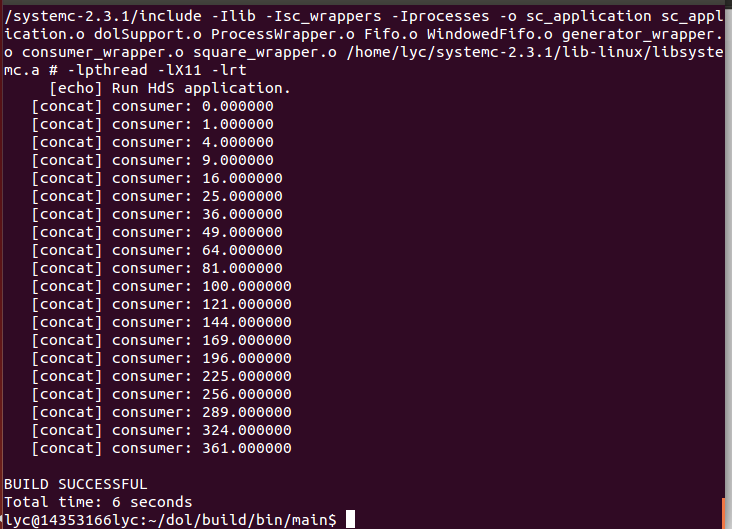 /systemc-2.3.1/include -Ilib -Isc_wrappers -Iprocesses -o sc_application sc_appl
ication.o dolSupport.o ProcessWrapper.o Fifo.o WindowedFifo.o generator_wrapper.
o consumer_wrapper.o square_wrapper.o /home/lyc/systemc-2.3.1/lib-linux/libsyste
mc.a # -lpthread -lX11 -lrt
     [echo] Run HdS application.
   [concat] consumer: 0.000000
   [concat] consumer: 1.000000
   [concat] consumer: 4.000000
   [concat] consumer: 9.000000
   [concat] consumer: 16.000000
   [concat] consumer: 25.000000
   [concat] consumer: 36.000000
   [concat] consumer: 49.000000
   [concat] consumer: 64.000000
   [concat] consumer: 81.000000
   [concat] consumer: 100.000000
   [concat] consumer: 121.000000
   [concat] consumer: 144.000000
   [concat] consumer: 169.000000
   [concat] consumer: 196.000000
   [concat] consumer: 225.000000
   [concat] consumer: 256.000000
   [concat] consumer: 289.000000
   [concat] consumer: 324.000000
   [concat] consumer: 361.000000

BUILD SUCCESSFUL
Total time: 6 seconds
lyc@14353166lyc:~/dol/build/bin/main$